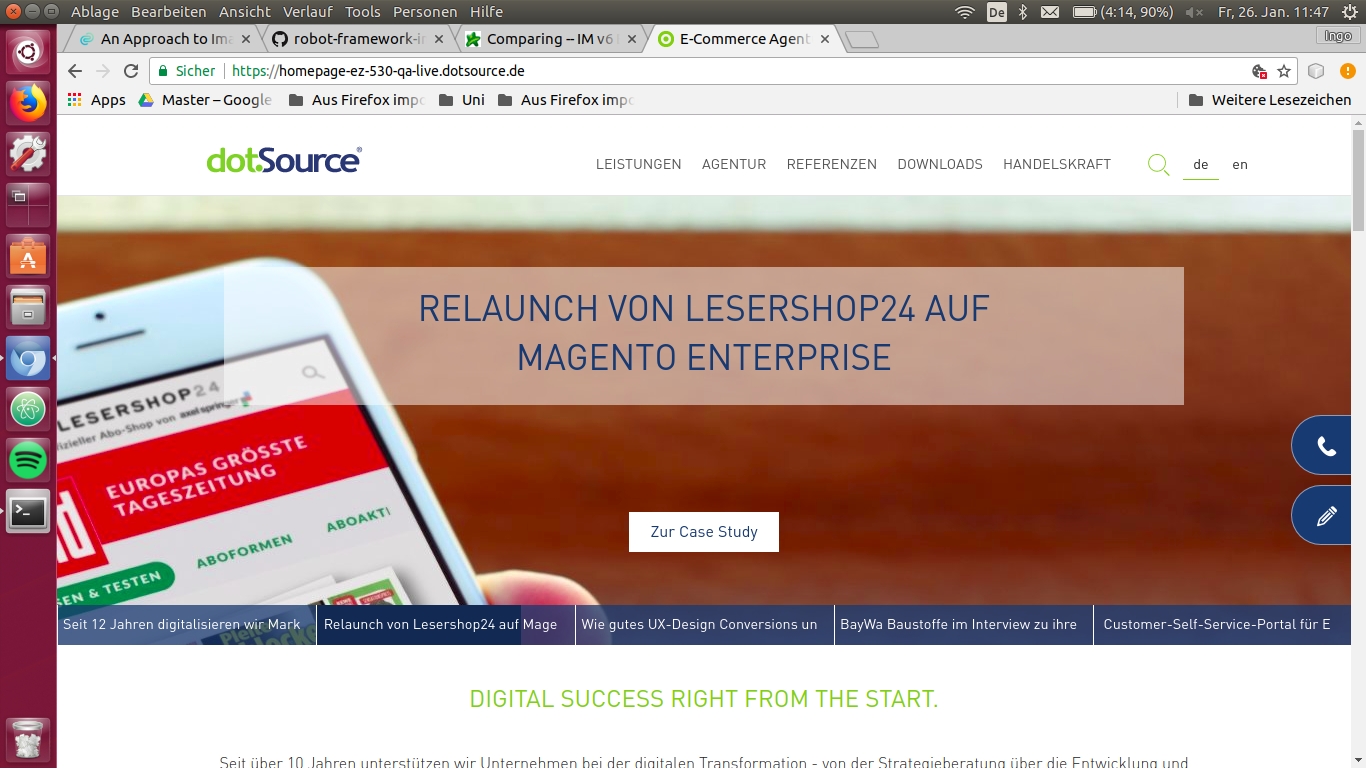 Ablage Bearbeiten Ansicht Verlauf Tools Personen Hilfe
De (4:14, 90%) Fr, 26. Jan. 11:47
An Approach to Ima
robot-framework-i
Comparing -- IM v6
E-Commerce Agent
Ingo
Sicher https://homepage-ez-530-qa-live.dotsource.de
Apps Master – Google Aus Firefox impo Uni Aus Firefox impo Weitere Lesezeichen
dotSource®
LEISTUNGEN AGENTUR REFERENZEN DOWNLOADS HANDELSKRAFT de en
RELAUNCH VON LESERSHOP24 AUF
MAGENTO ENTERPRISE
LESERSHOP24
fizieller Abo-Shop von axel springer
EUROPAS GRÖSSTE
TAGESZEITUNG
ABOFORMEN ABOAKTI
SEN & TESTEN
Zur Case Study
Seit 12 Jahren digitalisieren wir Mark
Relaunch von Lesershop24 auf Mage
Wie gutes UX-Design Conversions un
BayWa Baustoffe im Interview zu ihre
Customer-Self-Service-Portal für E
DIGITAL SUCCESS RIGHT FROM THE START.
Seit über 10 Jahren unterstützen wir Unternehmen bei der digitalen Transformation - von der Strategieberatung über die Entwicklung und